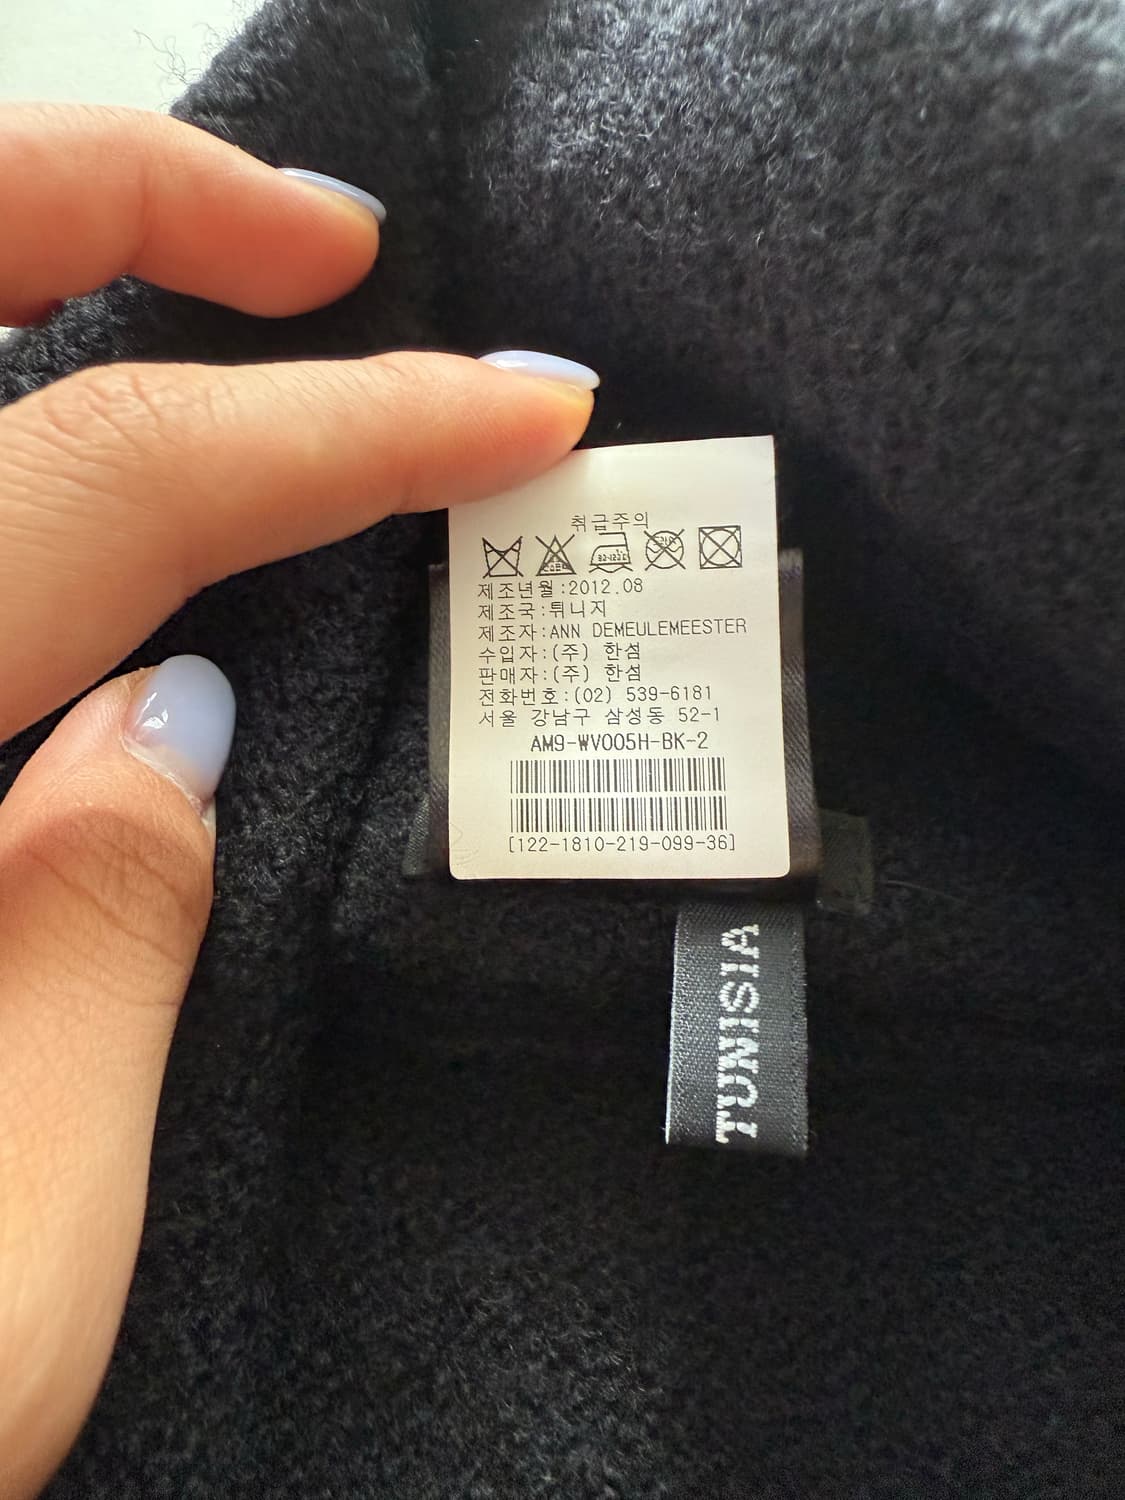 취급주의
제조년월:2012.08
제조국:튀니지
제조자:ANN DEMEULEMEESTER
수입자:(주) 한섬
판매자:(주) 한섬
전화번호:(02) 539-6181
서울 강남구 삼성동 52-1
AM9-WV005H-BK-2
[122-1810-219-099-36]
TUNISIA